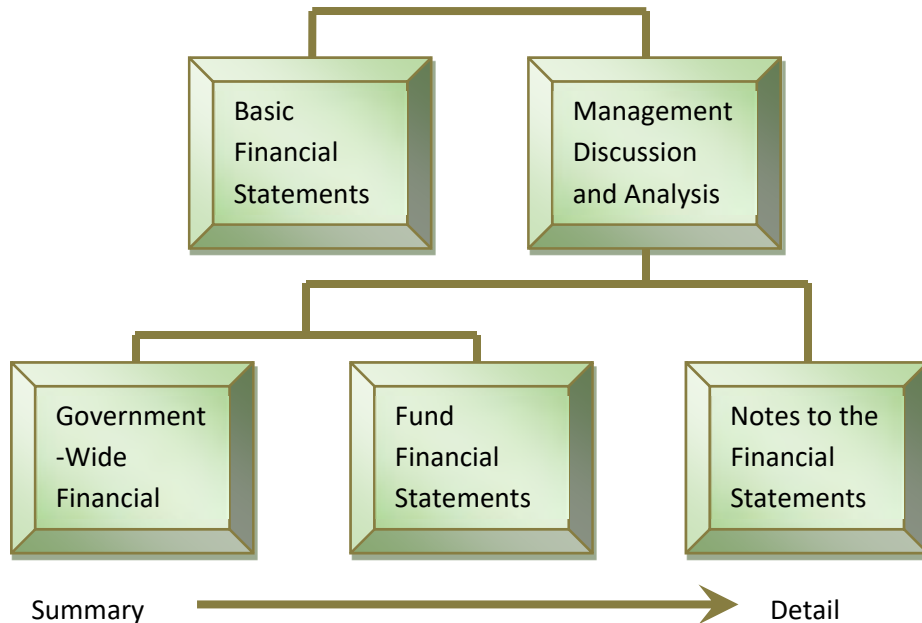 Basic
Financial
Statements
Management
Discussion
and Analysis
Government
-Wide
Financial
Fund
Financial
Statements
Notes to the
Financial
Statements
Summary
Detail